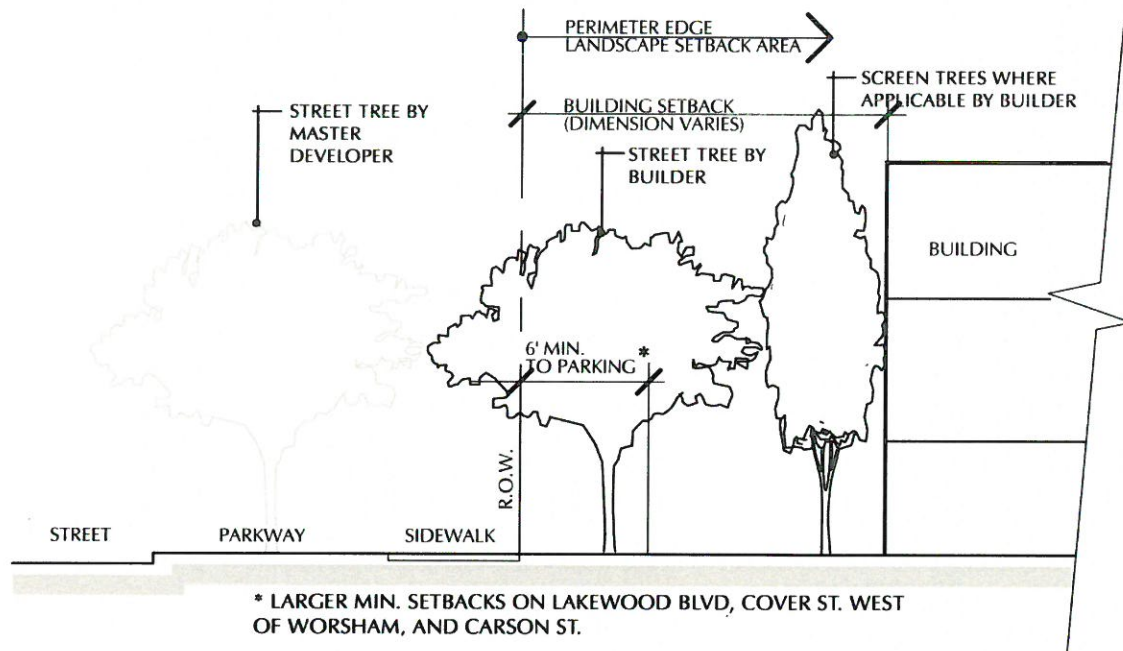 PERIMETER EDGE
LANDSCAPE SETBACK AREA
STREET TREE BY
MASTER
DEVELOPER
BUILDING SETBACK
(DIMENSION VARIES)
SCREEN TREES WHERE
APPLICABLE BY BUILDER
STREET TREE BY
BUILDER
BUILDING
6' MIN. *
TO PARKING
R.O.W.
STREET
PARKWAY
SIDEWALK
* LARGER MIN. SETBACKS ON LAKEWOOD BLVD, COVER ST. WEST
OF WORSHAM, AND CARSON ST.